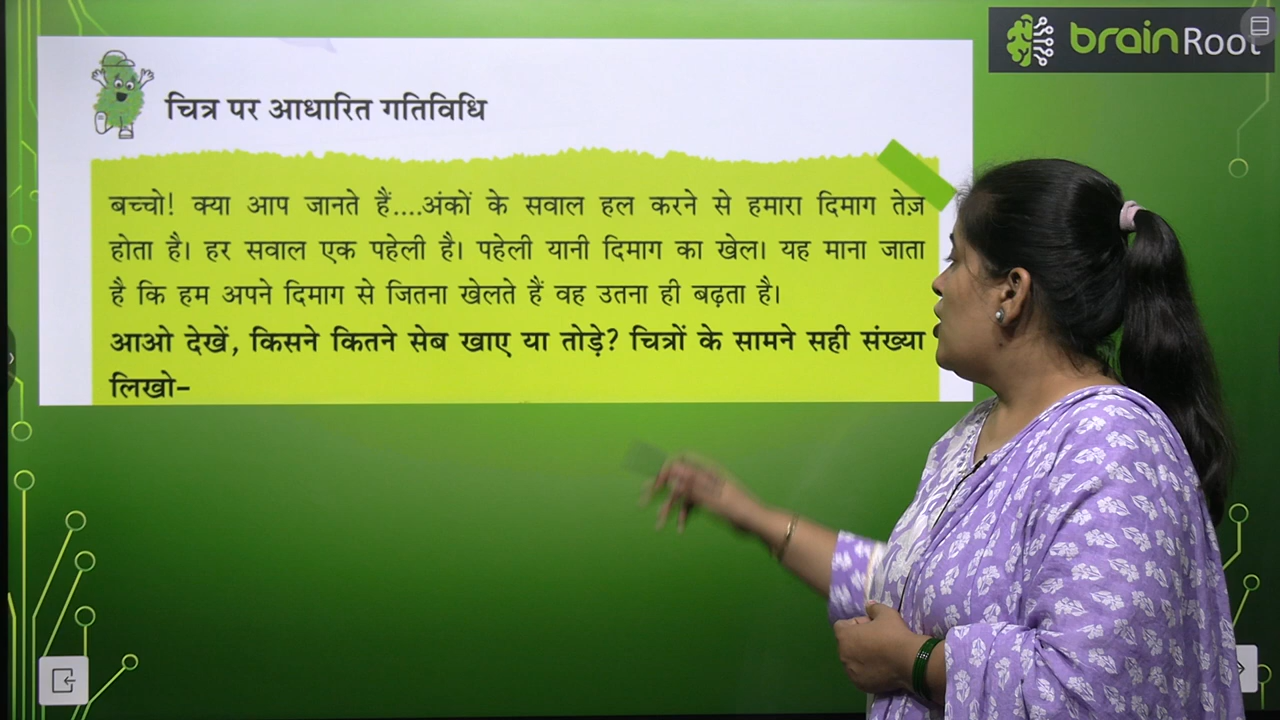 brainRoot
चित्र पर आधारित गतिविधि
बच्चो! क्या आप जानते हैं....अंकों के सवाल हल करने से हमारा दिमाग तेज़
होता है। हर सवाल एक पहेली है। पहेली यानी दिमाग का खेल। यह माना जाता
है कि हम अपने दिमाग से जितना खेलते हैं वह उतना ही बढ़ता है।
आओ देखें, किसने कितने सेब खाए या तोड़े? चित्रों के सामने सही संख्या
लिखो–